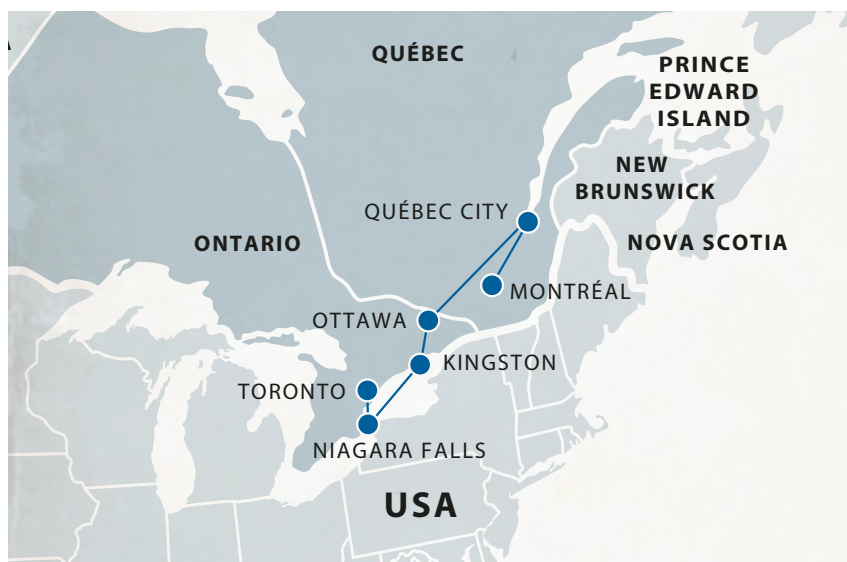 QUÉBEC
PRINCE
EDWARD
ISLAND
NEW
BRUNSWICK
QUÉBEC CITY
ONTARIO
NOVA SCOTIA
MONTRÉAL
OTTAWA
KINGSTON
TORONTO
NIAGARA FALLS
USA